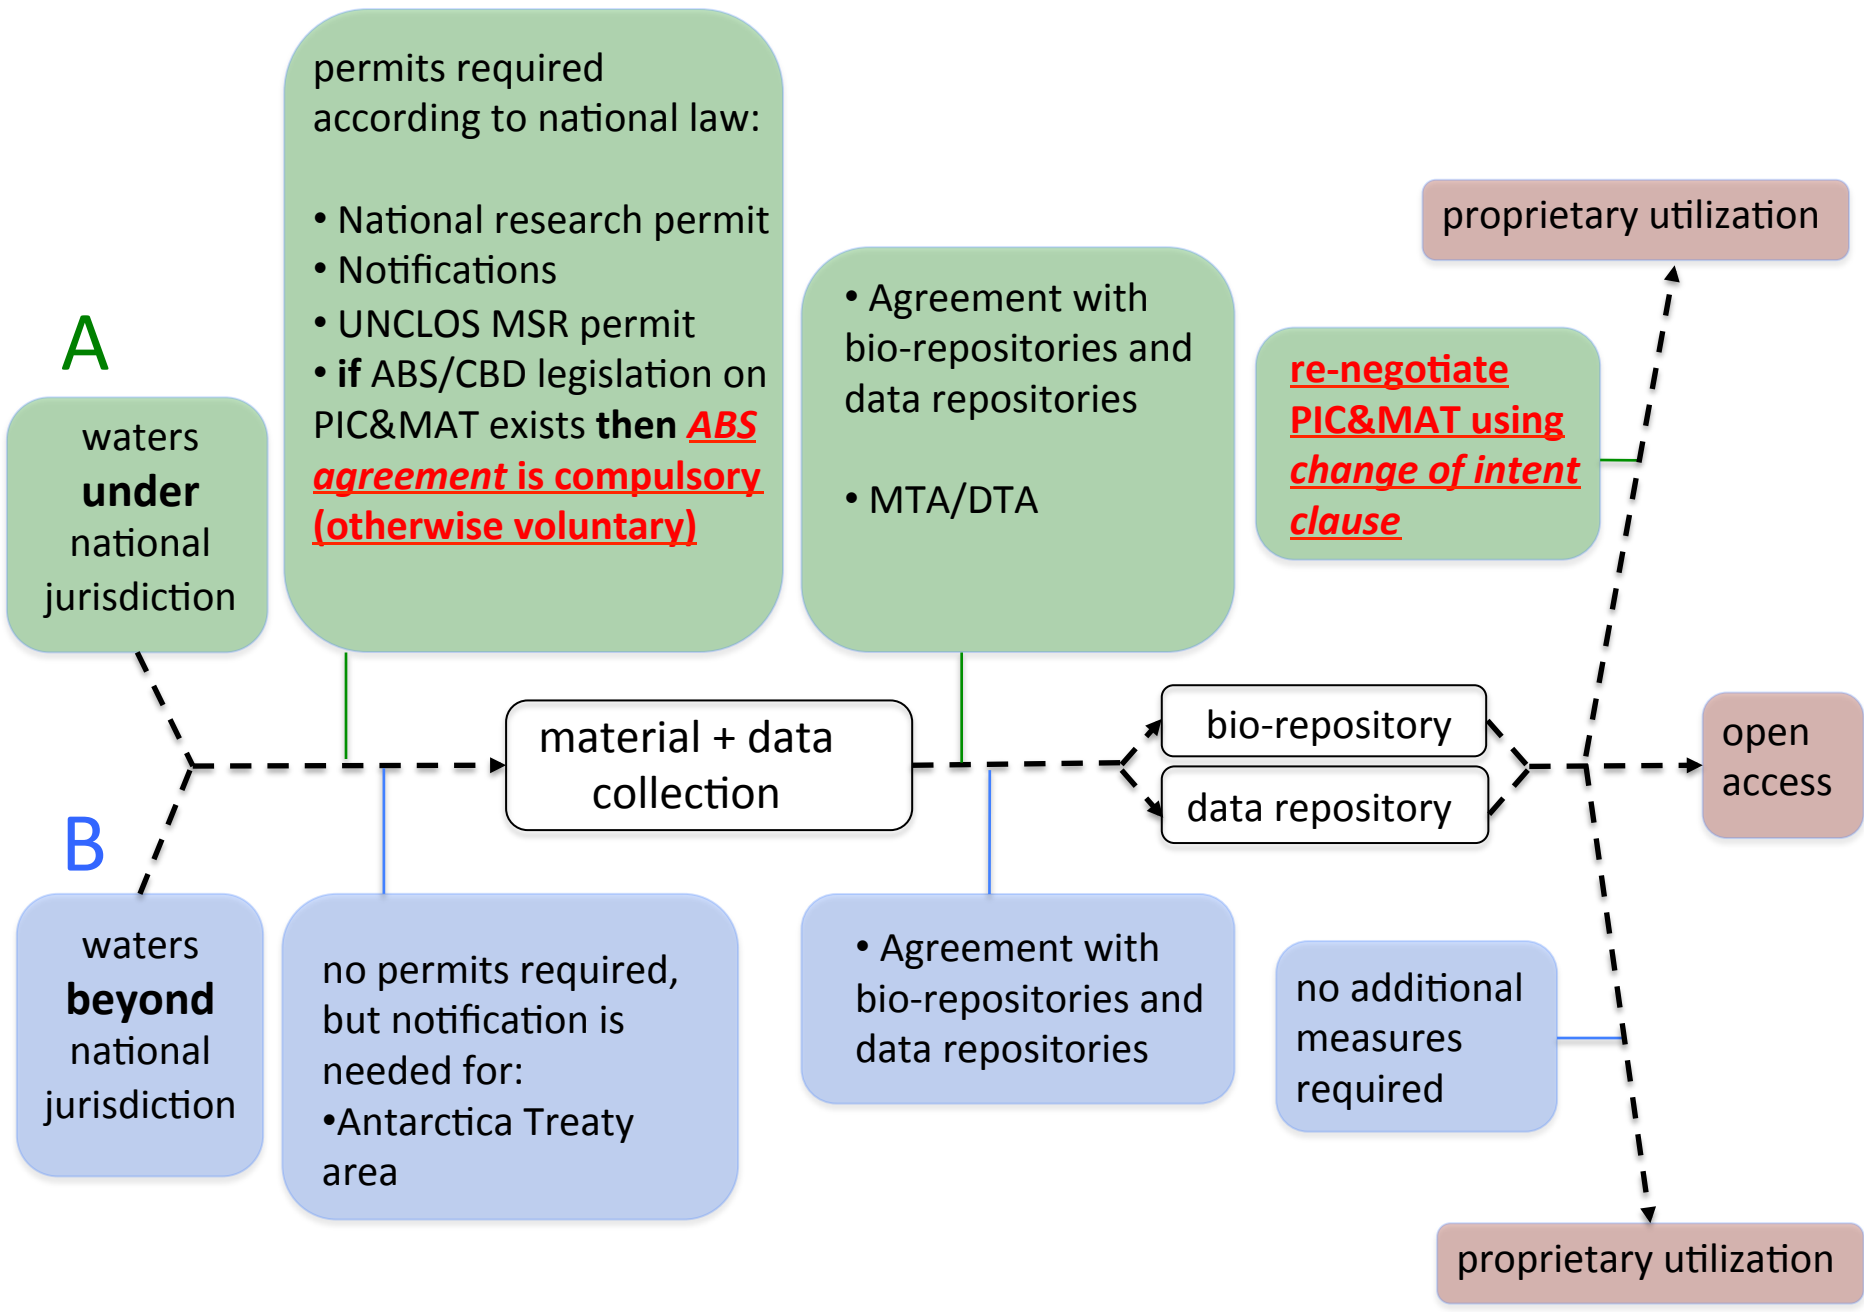 A
waters
under
national
jurisdiction
permits required
according to national law:
• National research permit
• Notifications
• UNCLOS MSR permit
• if ABS/CBD legislation on
PIC&MAT exists then ABS
agreement is compulsory
(otherwise voluntary)
• Agreement with
bio-repositories and
data repositories
• MTA/DTA
re-negotiate
PIC&MAT using
change of intent
clause
proprietary utilization
material + data
collection
bio-repository
data repository
open
access
B
waters
beyond
national
jurisdiction
no permits required,
but notification is
needed for:
•Antarctica Treaty
area
• Agreement with
bio-repositories and
data repositories
no additional
measures
required
proprietary utilization